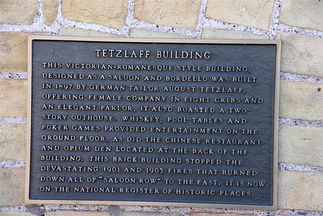 TETZLAFF BUILDING
THIS VICTORIAN-ROMANESQUE STYLE BUILDING,
DESIGNED AS A SALOON AND BORDELLO WAS BUILT
IN 1897 BY GERMAN TAILOR AUGUST TETZLAFF.
OFFERING FEMALE COMPANY IN EIGHT CRIBS AND
AN ELEGANT PARLOR, IT ALSO BOASTED A TWO-
STORY OUTHOUSE. WHISKEY, POOL TABLES AND
POKER GAMES PROVIDED ENTERTAINMENT ON THE
GROUND FLOOR, AS DID THE CHINESE RESTAURANT
AND OPIUM DEN LOCATED AT THE BACK OF THE
BUILDING. THIS BRICK BUILDING STOPPED THE
DEVASTATING 1901 AND 1903 FIRES THAT BURNED
DOWN ALL OF "SALOON ROW" TO THE EAST. IT IS NOW
ON THE NATIONAL REGISTER OF HISTORIC PLACES.